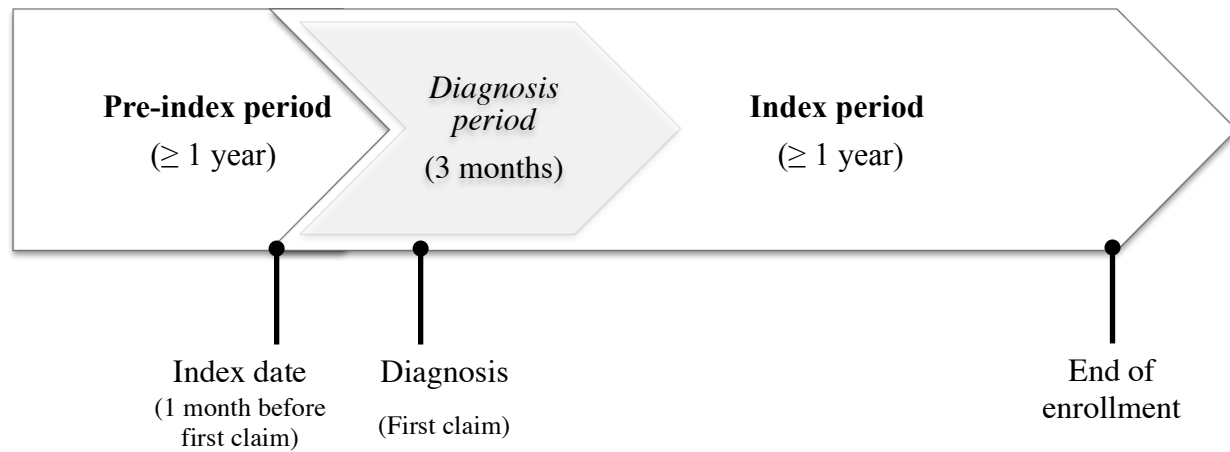 Pre-index period
(≥ 1 year)
Diagnosis
period
(3 months)
Index period
(≥ 1 year)
Index date
(1 month before
first claim)
Diagnosis
(First claim)
End of
enrollment